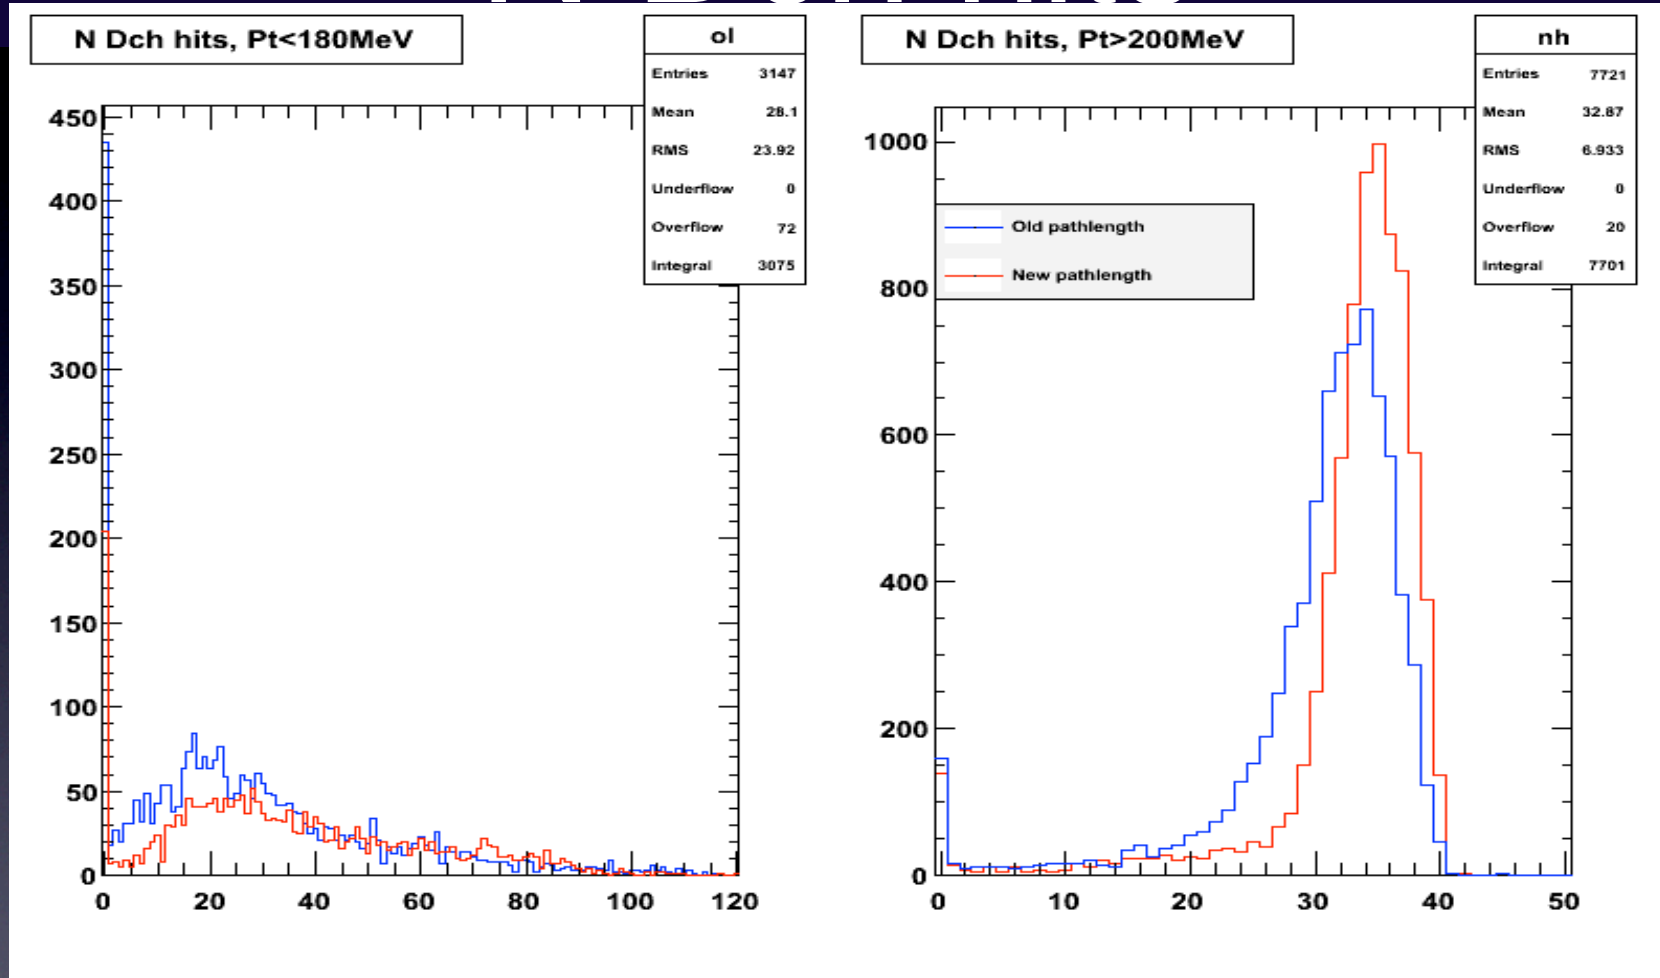 N Dch hits, Pt<180MeV
ol
Entries 3147
Mean 28.1
RMS 23.92
Underflow 0
Overflow 72
Integral 3075
450
400
350
300
250
200
150
100
50
0
0 20 40 60 80 100 120
N Dch hits, Pt>200MeV
nh
Entries 7721
Mean 32.87
RMS 6.933
Underflow 0
Overflow 20
Integral 7701
Old pathlength
New pathlength
1000
800
600
400
200
0
0 10 20 30 40 50